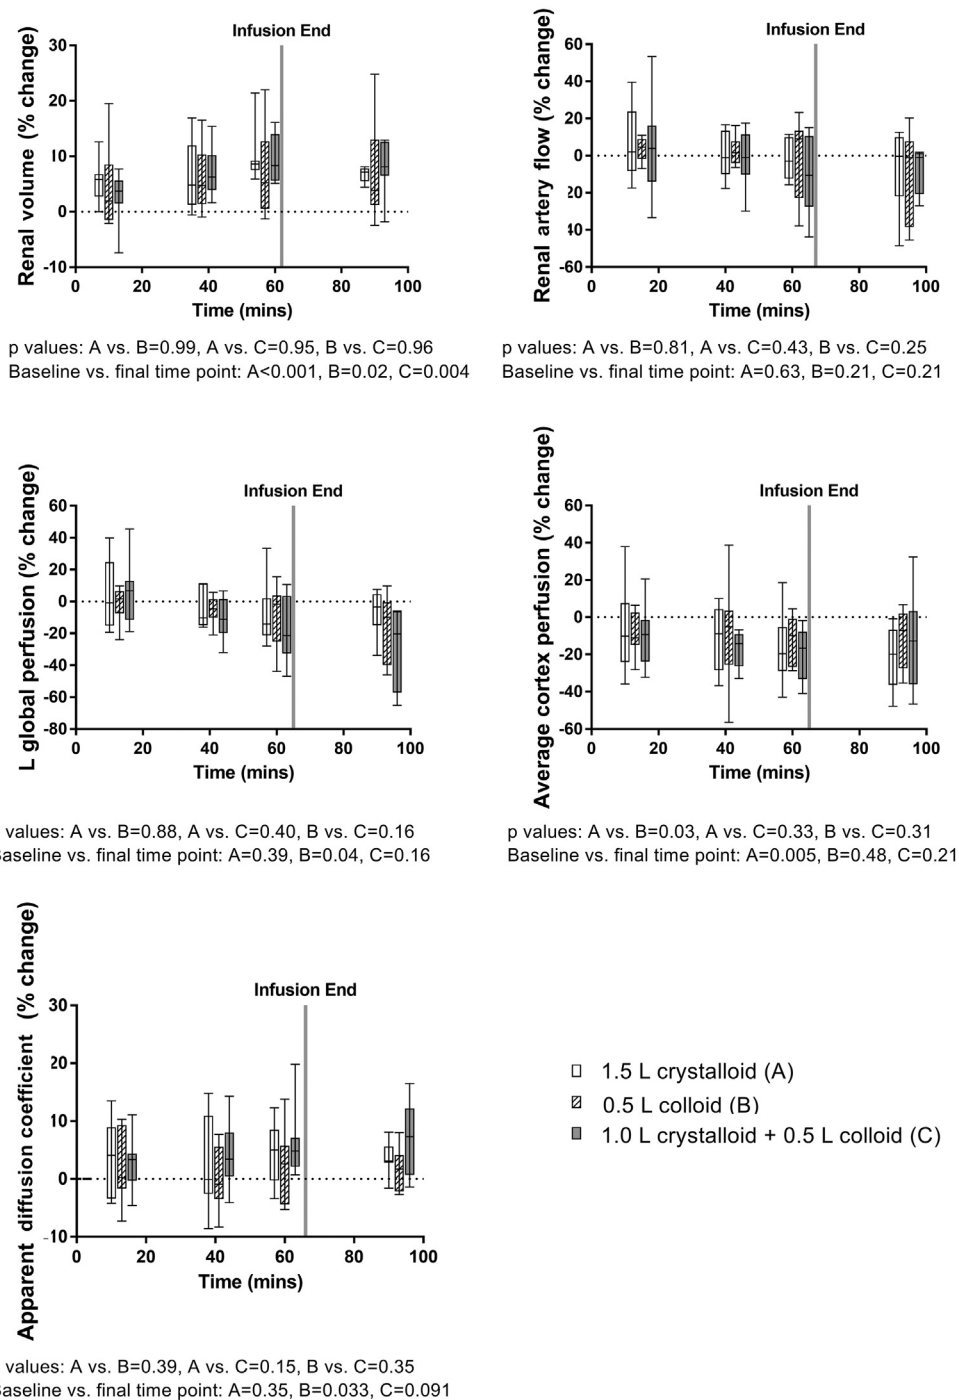 Infusion End
Renal volume (% change)
30
20
10
0
-10
0 20 40 60 80 100
Time (mins)
p values: A vs. B=0.99, A vs. C=0.95, B vs. C=0.96
Baseline vs. final time point: A<0.001, B=0.02, C=0.004
Infusion End
Renal artery flow (% change)
60
40
20
0
20
40
-60
0 20 40 60 80 100
Time (mins)
p values: A vs. B=0.81, A vs. C=0.43, B vs. C=0.25
Baseline vs. final time point: A=0.63, B=0.21, C=0.21
Infusion End
L global perfusion (% change)
60
40
20
0
-20
-40
-60
-80
0 20 40 60 80 100
Time (mins)
values: A vs. B=0.88, A vs. C=0.40, B vs. C=0.16
Baseline vs. final time point: A=0.39, B=0.04, C=0.16
Infusion End
Average cortex perfusion (% change)
60
40
20
0
-20
-40
-60
0 20 40 60 80 100
Time (mins)
p values: A vs. B=0.03, A vs. C=0.33, B vs. C=0.31
Baseline vs. final time point: A=0.005, B=0.48, C=0.21
Infusion End
Apparent diffusion coefficient (% change)
30
20
10
0
-10
0 20 40 60 80 100
Time (mins)
values: A vs. B=0.39, A vs. C=0.15, B vs. C=0.35
Baseline vs. final time point: A=0.35, B=0.033, C=0.091
1.5 L crystalloid (A)
0.5 L colloid (B)
1.0 L crystalloid + 0.5 L colloid (C)